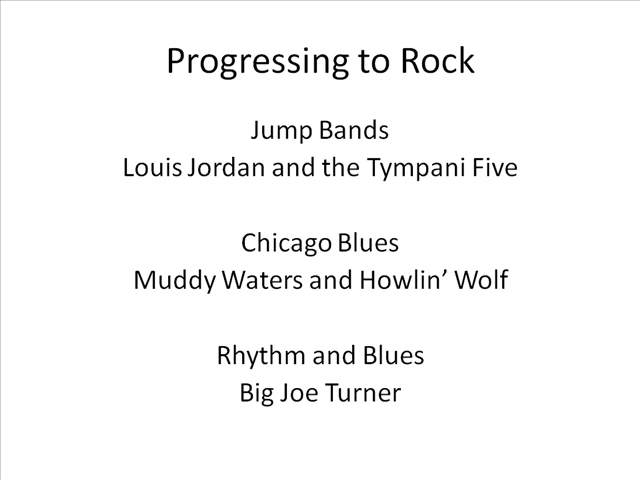 Progressing to Rock
Jump Bands
Louis Jordan and the Tympani Five
Chicago Blues
Muddy Waters and Howlin’ Wolf
Rhythm and Blues
Big Joe Turner